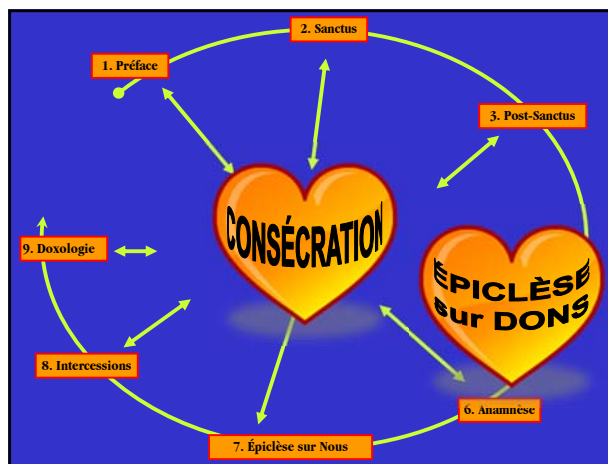 2. Sanctus
1. Préface
3. Post-Sanctus
CONSÉCRATION
ÉPICLÈSE
sur DONS
9. Doxologie
8. Intercessions
6. Anamnèse
7. Épiclèse sur Nous